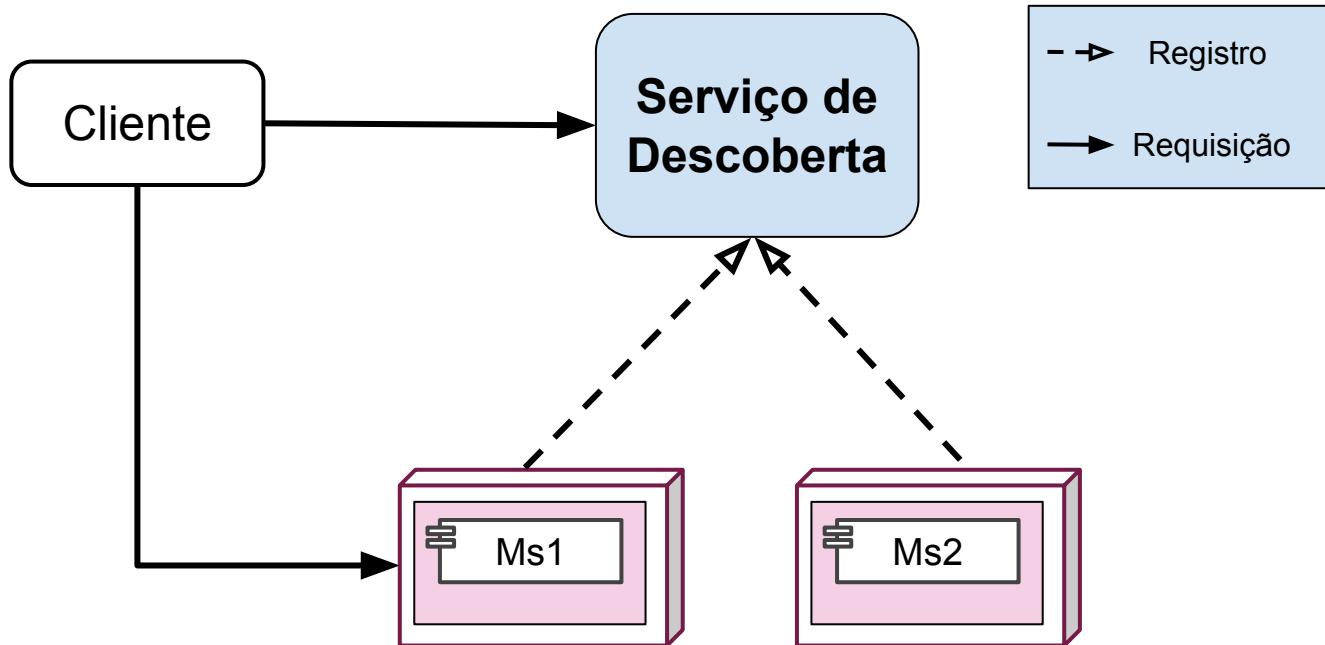 Cliente
Serviço de
Descoberta
Registro
Requisição
Ms1
Ms2